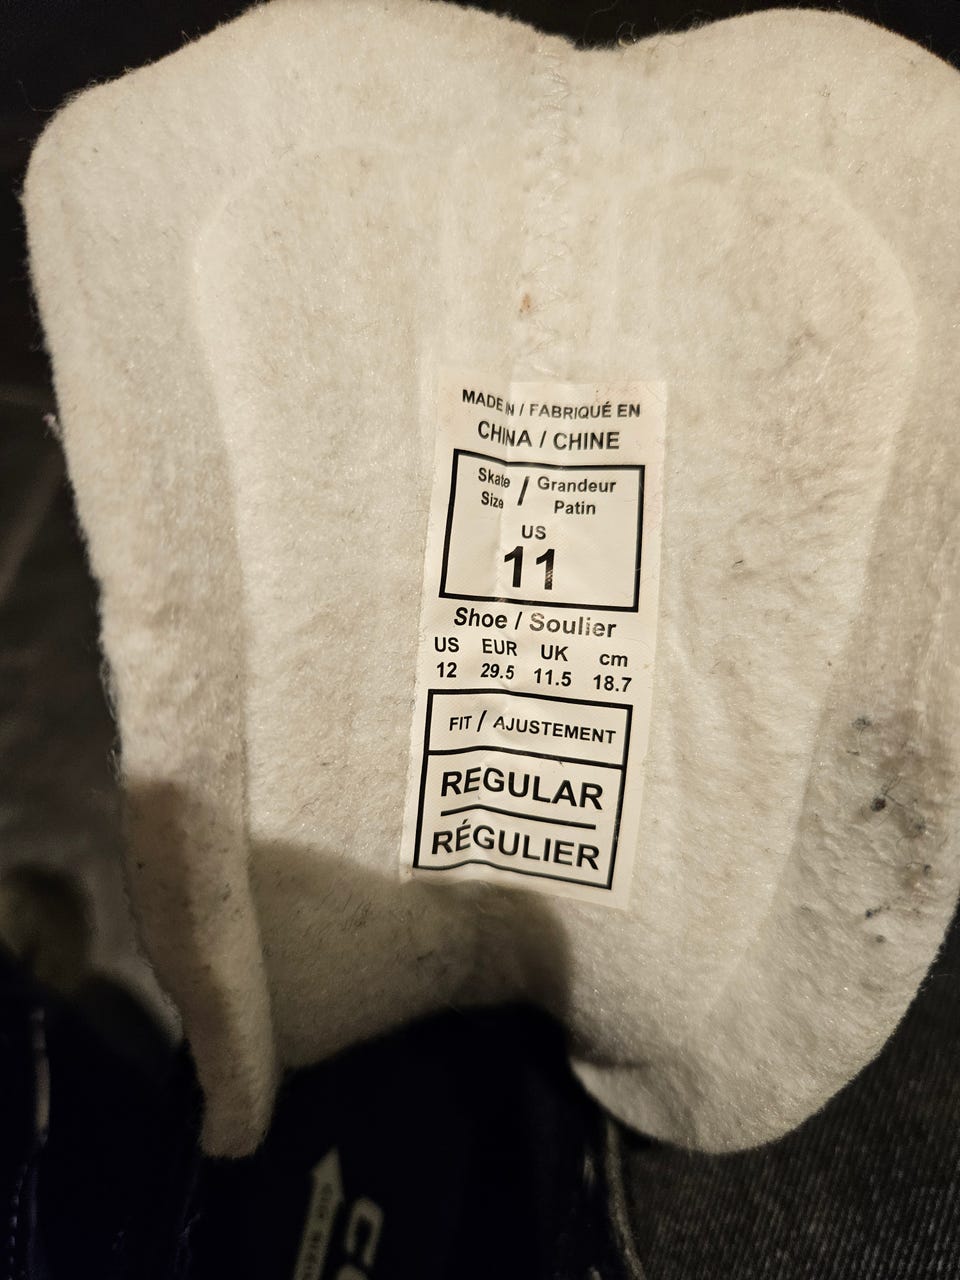 MADE IN / FABRIQUÉ EN
CHINA / CHINE
Skate Size / Grandeur Patin
US
11
Shoe / Soulier
US EUR UK cm
12 29.5 11.5 18.7
FIT / AJUSTEMENT
REGULAR
RÉGULIER